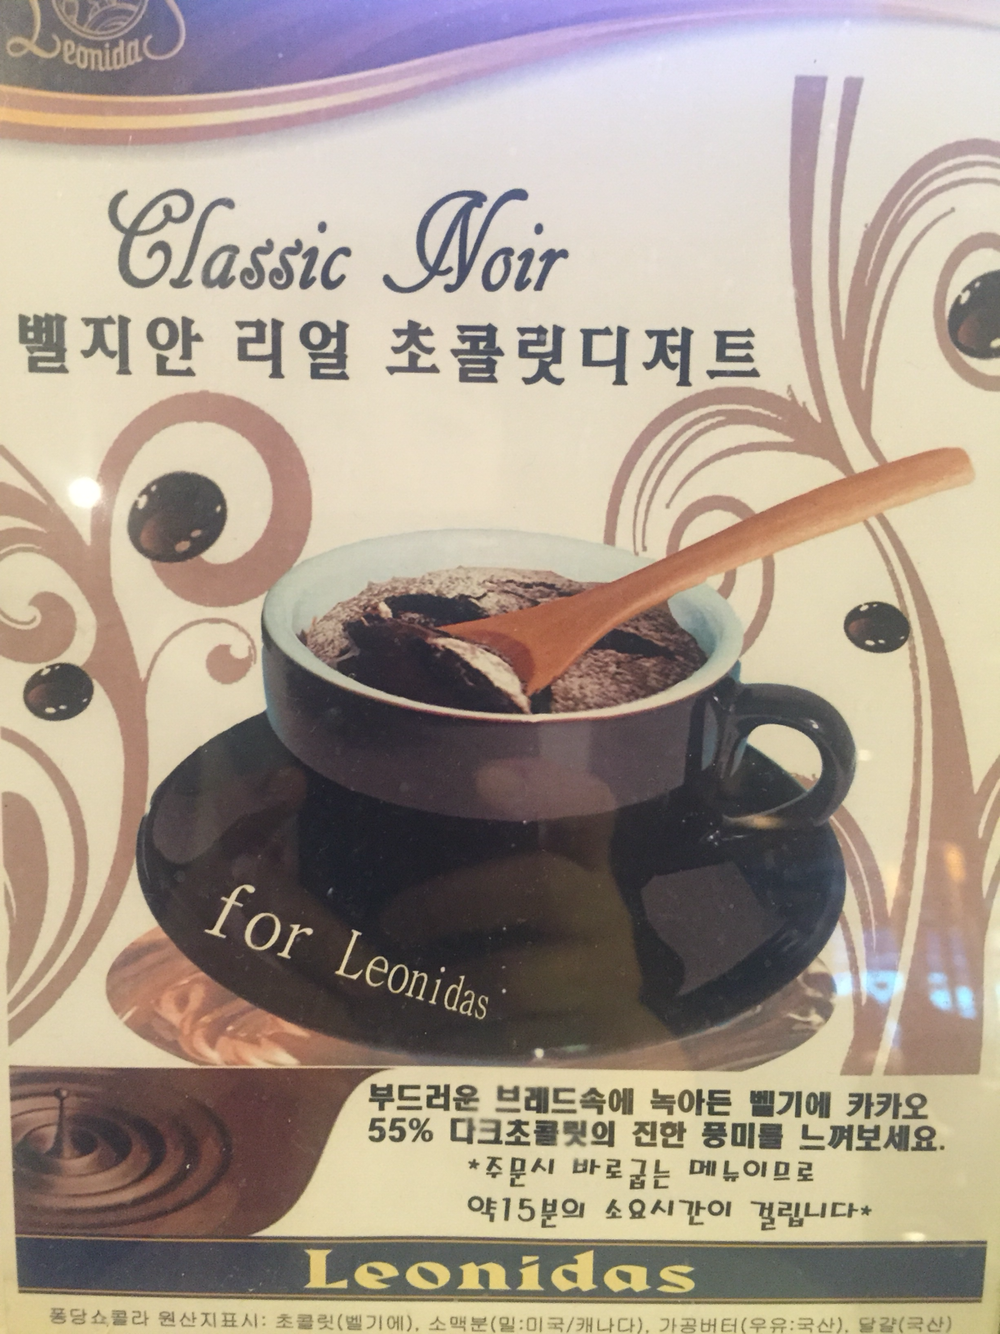 Leonidas
Classic Noir
벨지안 리얼 초콜릿디저트
for Leonidas
부드러운 브레드속에 녹아든 벨기에 카카오
55% 다크초콜릿의 진한 풍미를 느껴보세요.
*주문시 바로굽는 메뉴이므로
약15분의 소요시간이 걸립니다*
Leonidas
퐁당쇼콜라 원산지표시: 초콜릿(벨기에), 소맥분(밀:미국/캐나다), 가공버터(우유:국산), 달걀(국산)